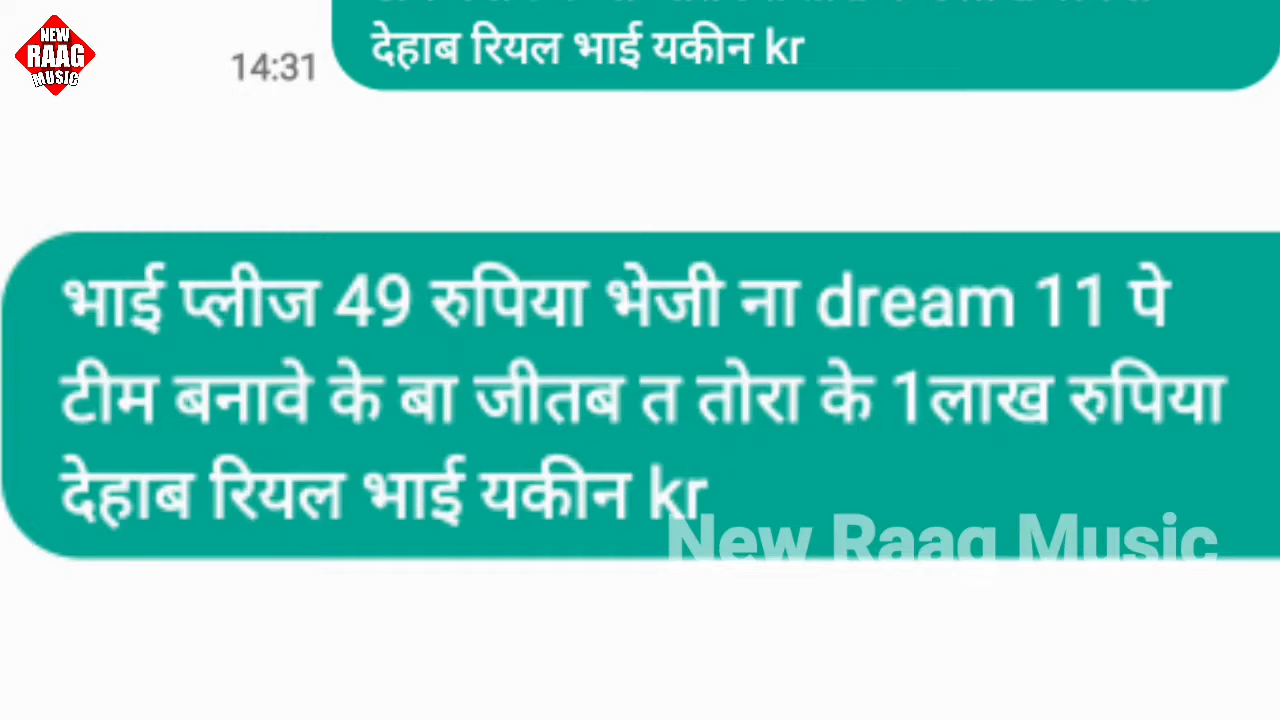 NEW
RAAG
MUSIC
देहाब रियल भाई यकीन kr
14:31
भाई प्लीज 49 रुपिया भेजी ना dream 11 पे
टीम बनावे के बा जीतब त तोरा के 1लाख रुपिया
देहाब रियल भाई यकीन kr
New Raag Music